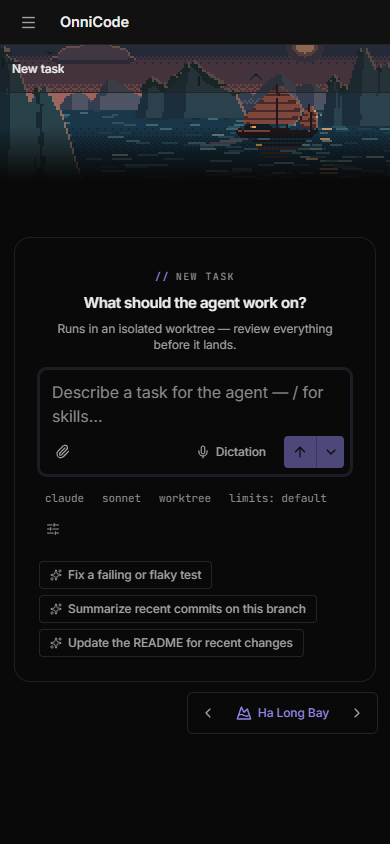 OnniCode
New task
// NEW TASK
What should the agent work on?
Runs in an isolated worktree — review everything
before it lands.
Describe a task for the agent — / for
skills...
Dictation
claude sonnet worktree limits: default
Fix a failing or flaky test
Summarize recent commits on this branch
Update the README for recent changes
Ha Long Bay